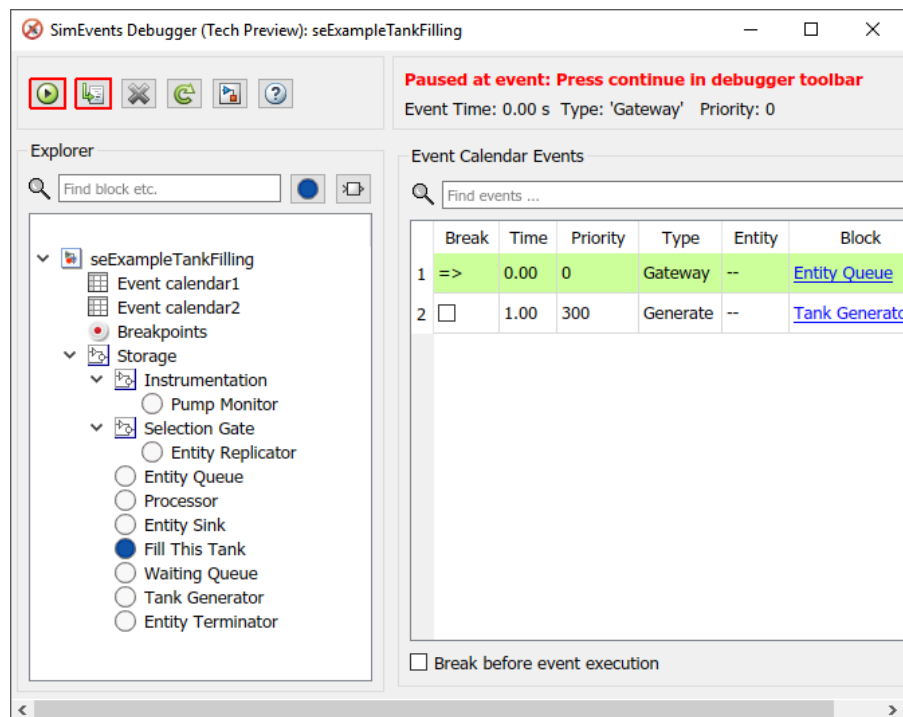 SimEvents Debugger (Tech Preview): seExampleTankFilling
Paused at event: Press continue in debugger toolbar
Event Time: 0.00 s Type: 'Gateway' Priority: 0
Explorer
Find block etc.
seExampleTankFilling
Event calendar1
Event calendar2
Breakpoints
Storage
Instrumentation
Pump Monitor
Selection Gate
Entity Replicator
Entity Queue
Processor
Entity Sink
Fill This Tank
Waiting Queue
Tank Generator
Entity Terminator
Event Calendar Events
Find events ...
Break Time Priority Type Entity Block
1 => 0.00 0 Gateway -- Entity Queue
2 1.00 300 Generate -- Tank Generato
Break before event execution